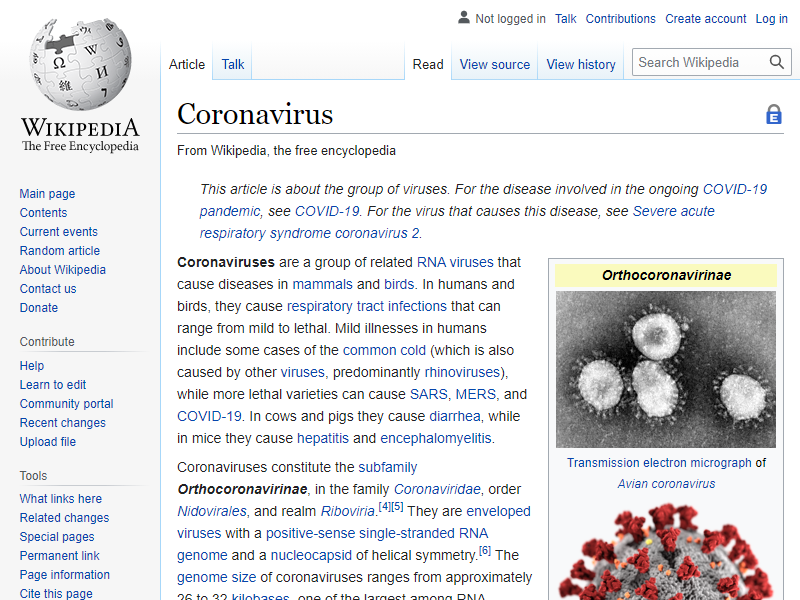 Not logged in Talk Contributions Create account Log in
Article Talk Read View source View history Search Wikipedia
Ω W И 維
WIKIPEDIA
The Free Encyclopedia
Main page
Contents
Current events
Random article
About Wikipedia
Contact us
Donate
Contribute
Help
Learn to edit
Community portal
Recent changes
Upload file
Tools
What links here
Related changes
Special pages
Permanent link
Page information
Cite this page
Coronavirus
E
From Wikipedia, the free encyclopedia
This article is about the group of viruses. For the disease involved in the ongoing COVID-19
pandemic, see COVID-19. For the virus that causes this disease, see Severe acute
respiratory syndrome coronavirus 2.
Coronaviruses are a group of related RNA viruses that
cause diseases in mammals and birds. In humans and
birds, they cause respiratory tract infections that can
range from mild to lethal. Mild illnesses in humans
include some cases of the common cold (which is also
caused by other viruses, predominantly rhinoviruses),
while more lethal varieties can cause SARS, MERS, and
COVID-19. In cows and pigs they cause diarrhea, while
in mice they cause hepatitis and encephalomyelitis.
Coronaviruses constitute the subfamily
Orthocoronavirinae, in the family Coronaviridae, order
Nidovirales, and realm Riboviria.[4][5] They are enveloped
viruses with a positive-sense single-stranded RNA
genome and a nucleocapsid of helical symmetry.[6] The
genome size of coronaviruses ranges from approximately
26 to 32 kilobases, one of the largest among RNA
Orthocoronavirinae
Transmission electron micrograph of
Avian coronavirus